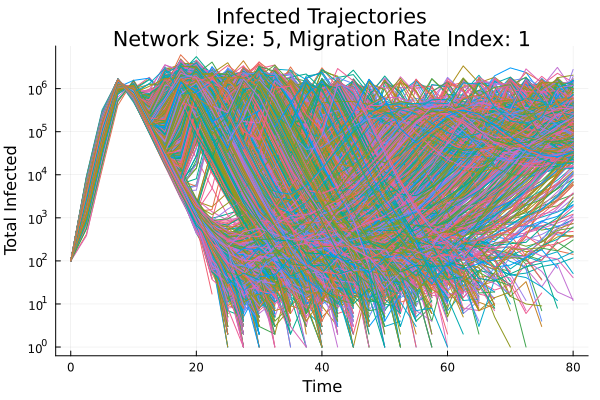 Infected Trajectories
Network Size: 5, Migration Rate Index: 1
Total Infected
10⁶
10⁵
10⁴
10³
10²
10¹
10⁰
0 20 40 60 80
Time